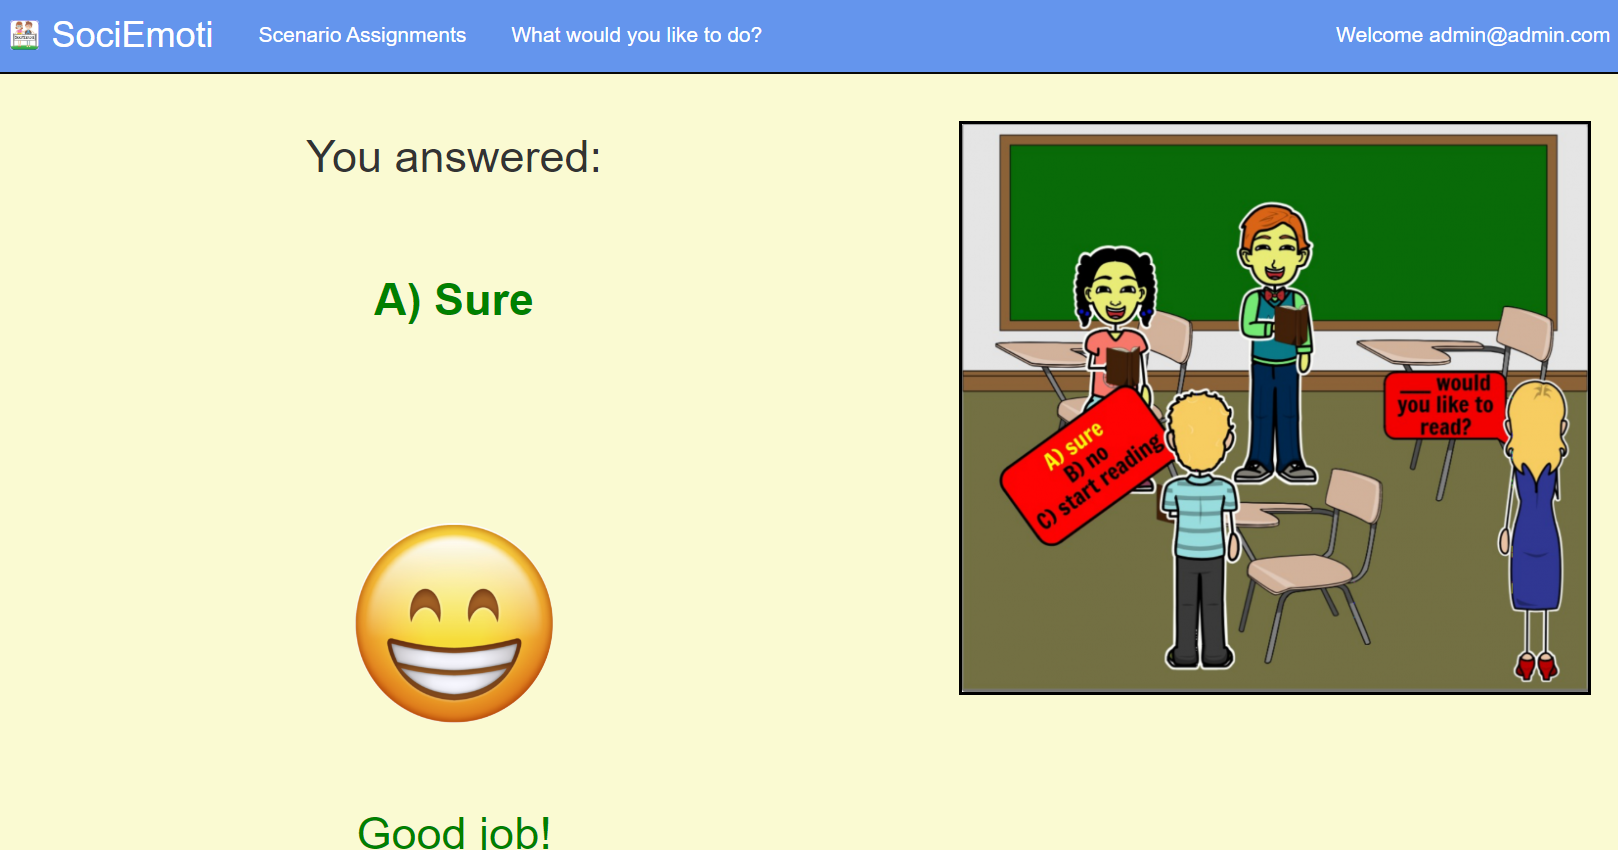 SociEmoti
Scenario Assignments
What would you like to do?
Welcome admin@admin.com
You answered:
A) Sure
Good job!
A) sure
B) no
C) start reading
___ would
you like to
read?